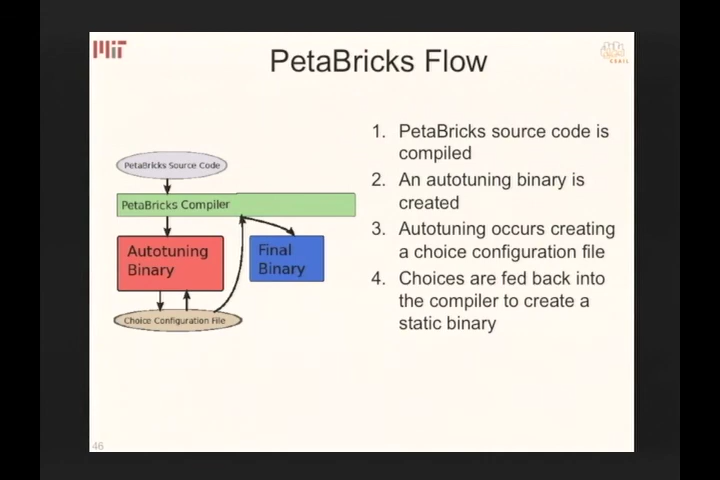 MIT
PetaBricks Flow
CSAIL
PetaBricks Source Code
PetaBricks Compiler
Autotuning
Binary
Final
Binary
Choice Configuration File
1. PetaBricks source code is
compiled
2. An autotuning binary is
created
3. Autotuning occurs creating
a choice configuration file
4. Choices are fed back into
the compiler to create a
static binary
46